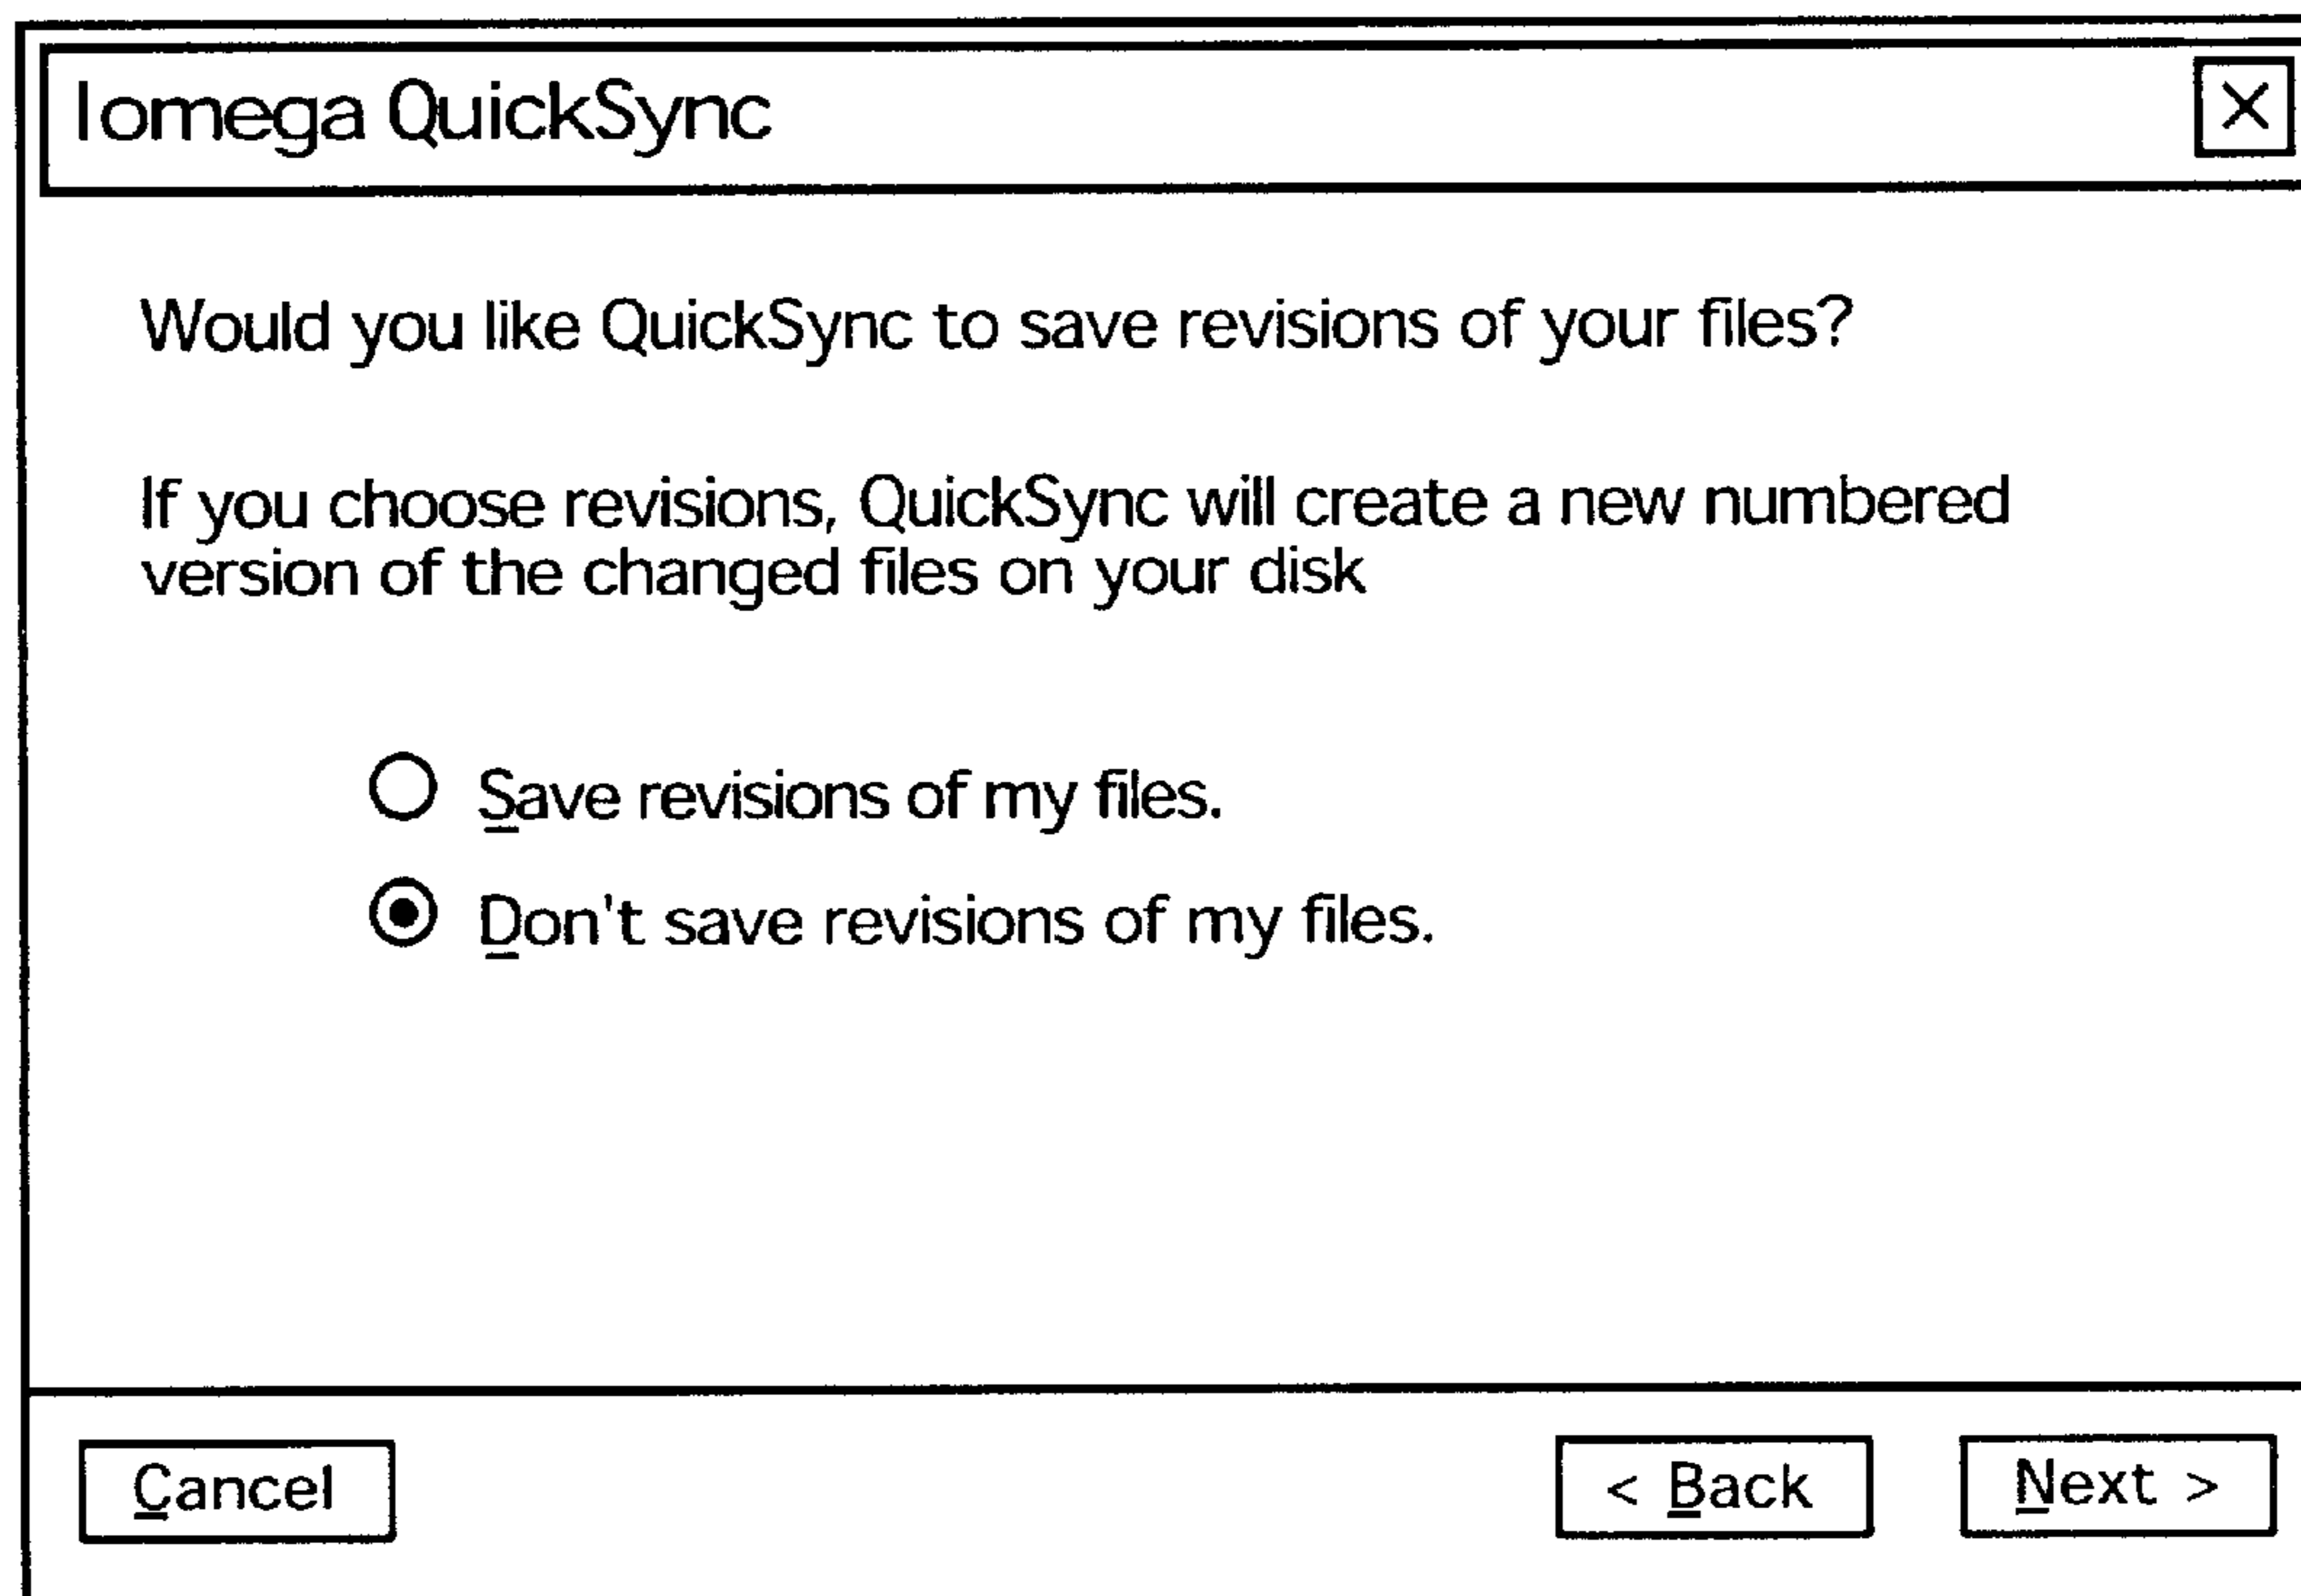 Iomega QuickSync
Would you like QuickSync to save revisions of your files?
If you choose revisions, QuickSync will create a new numbered
version of the changed files on your disk
Save revisions of my files.
Don't save revisions of my files.
Cancel
< Back
Next >